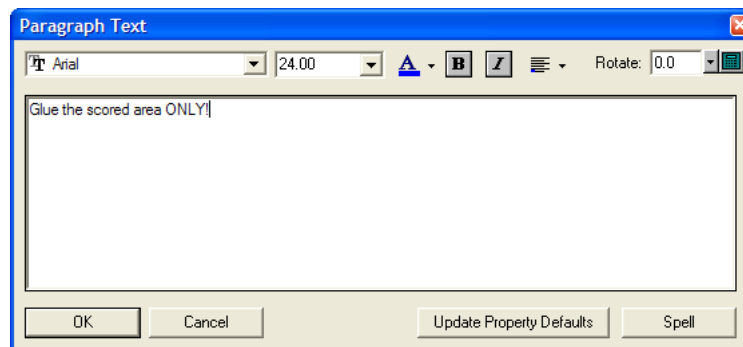 Paragraph Text
Arial 24.00 A B I Rotate: 0.0
Glue the scored area ONLY!
OK Cancel Update Property Defaults Spell